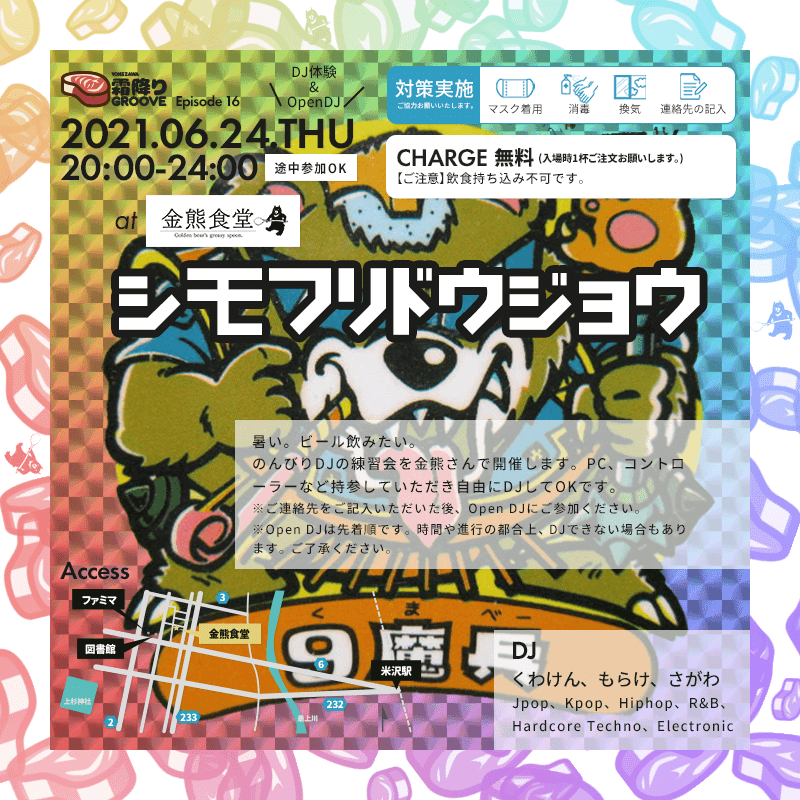 YONEZAWA
霜降り
GROOVE
Episode 16
DJ体験
&
OpenDJ
2021.06.24.THU
20:00-24:00
途中参加OK
at
金熊食堂
Golden bear's greasy spoon.
対策実施
ご協力お願いいたします。
マスク着用
消毒
換気
連絡先の記入
CHARGE 無料 (入場時1杯ご注文お願いします。)
【ご注意】飲食持ち込み不可です。
シモフリドウジョウ
暑い。ビール飲みたい。
のんびりDJの練習会を金熊さんで開催します。PC、コントロ
ーラーなど持参していただき自由にDJしてOKです。
※ご連絡先をご記入いただいた後、Open DJにご参加ください。
※Open DJは先着順です。時間や進行の都合上、DJできない場合もあり
ます。ご了承ください。
Access
ファミマ
図書館
金熊食堂
米沢駅
上杉神社
最上川
3
6
2
233
232
くまべー
9魔兵
DJ
くわけん、もらけ、さがわ
Jpop、Kpop、Hiphop、R&B、
Hardcore Techno、Electronic